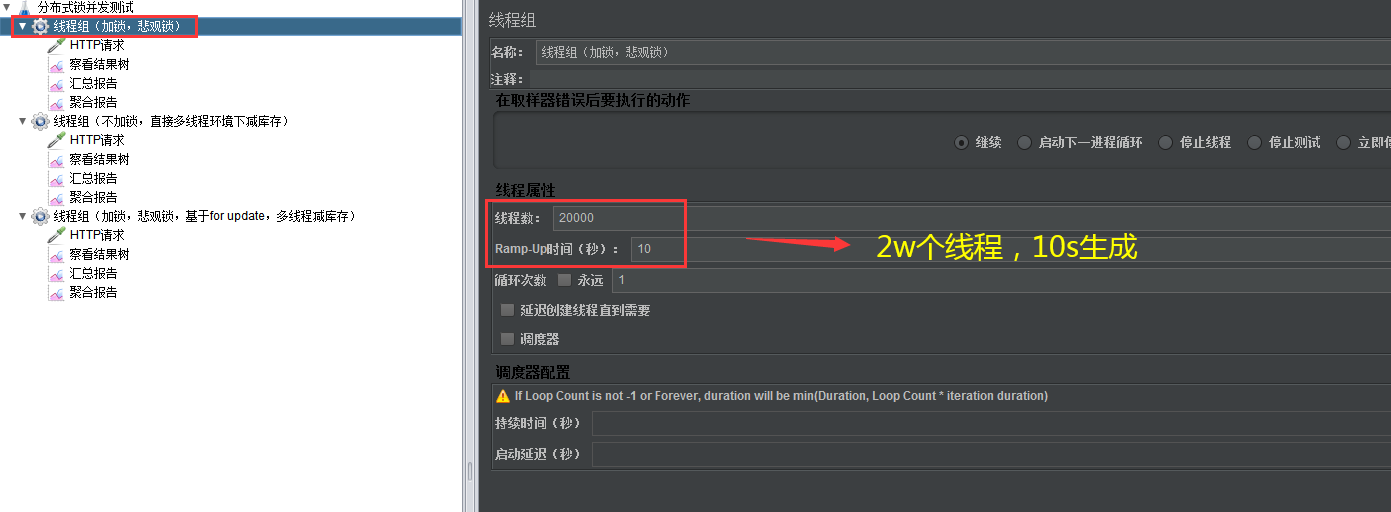 分布式锁并发测试
线程组（加锁，悲观锁）
HTTP请求
察看结果树
汇总报告
聚合报告
线程组（不加锁，直接多线程环境下减库存）
HTTP请求
察看结果树
汇总报告
聚合报告
线程组（加锁，悲观锁，基于for update，多线程减库存）
HTTP请求
察看结果树
汇总报告
聚合报告
线程组
名称： 线程组（加锁，悲观锁）
注释：
在取样器错误后要执行的动作
继续 启动下一进程循环 停止线程 停止测试 立即停
线程属性
线程数： 20000
Ramp-Up时间（秒）： 10
2w个线程，10s生成
循环次数 永远 1
延迟创建线程直到需要
调度器
调度器配置
If Loop Count is not -1 or Forever, duration will be min(Duration, Loop Count * iteration duration)
持续时间（秒）
启动延迟（秒）